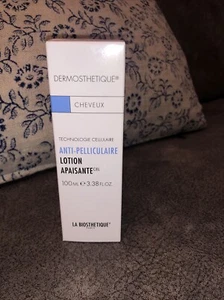 DERMOSTHETIQUE®
CHEVEUX
TECHNOLOGIE CELLULAIRE
ANTI-PELLICULAIRE
LOTION
APAISANTE
100 ML ℮ 3.38 FL.OZ.
LA BIOSTHETIQUE®